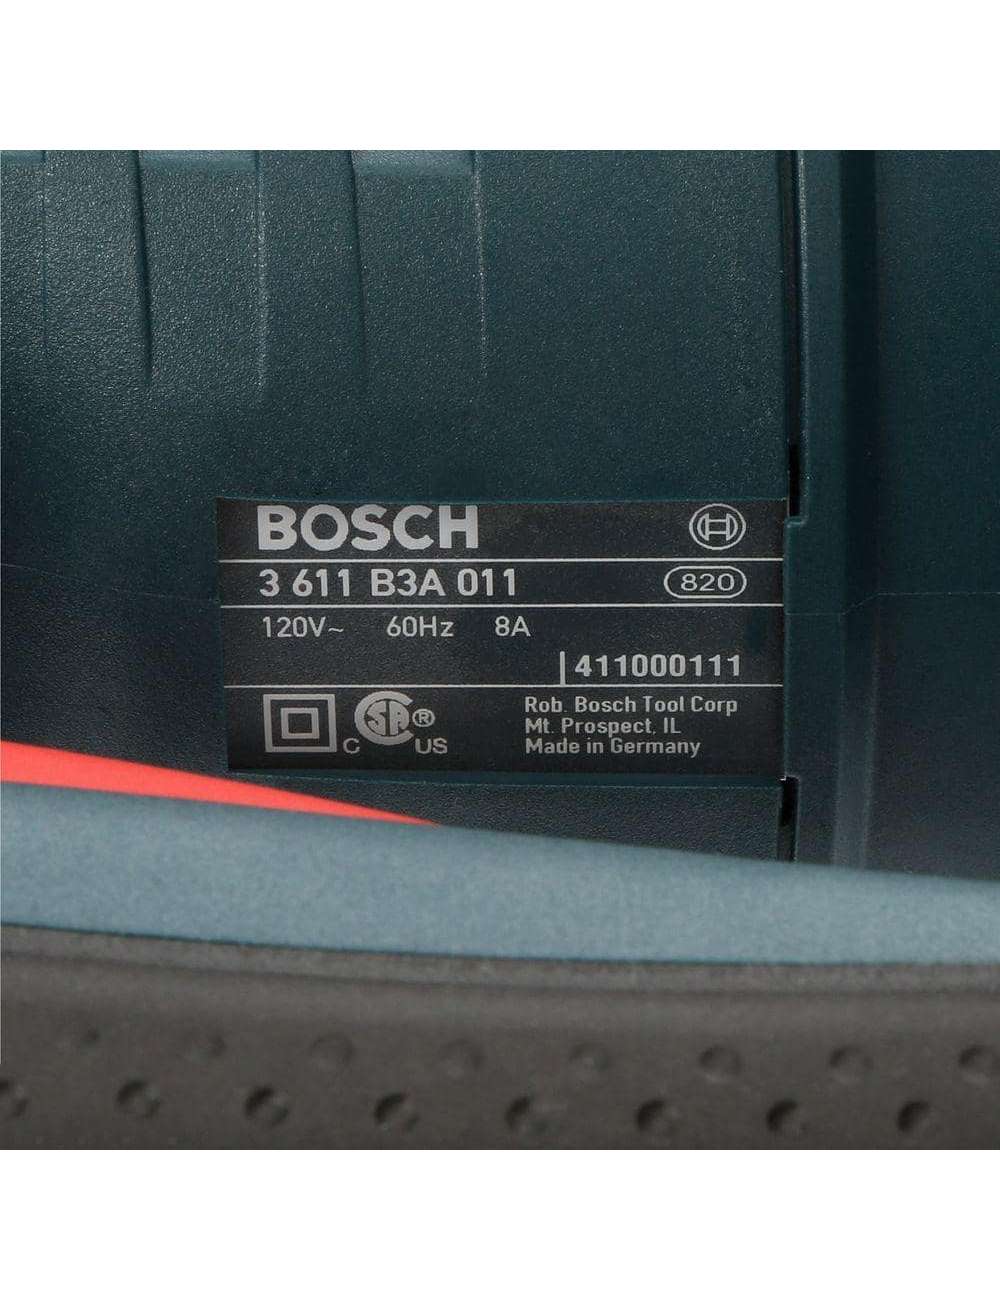 BOSCH
3 611 B3A 011 820
120V~ 60Hz 8A
411000111
Rob. Bosch Tool Corp
Mt. Prospect, IL
Made in Germany
C SA ® US